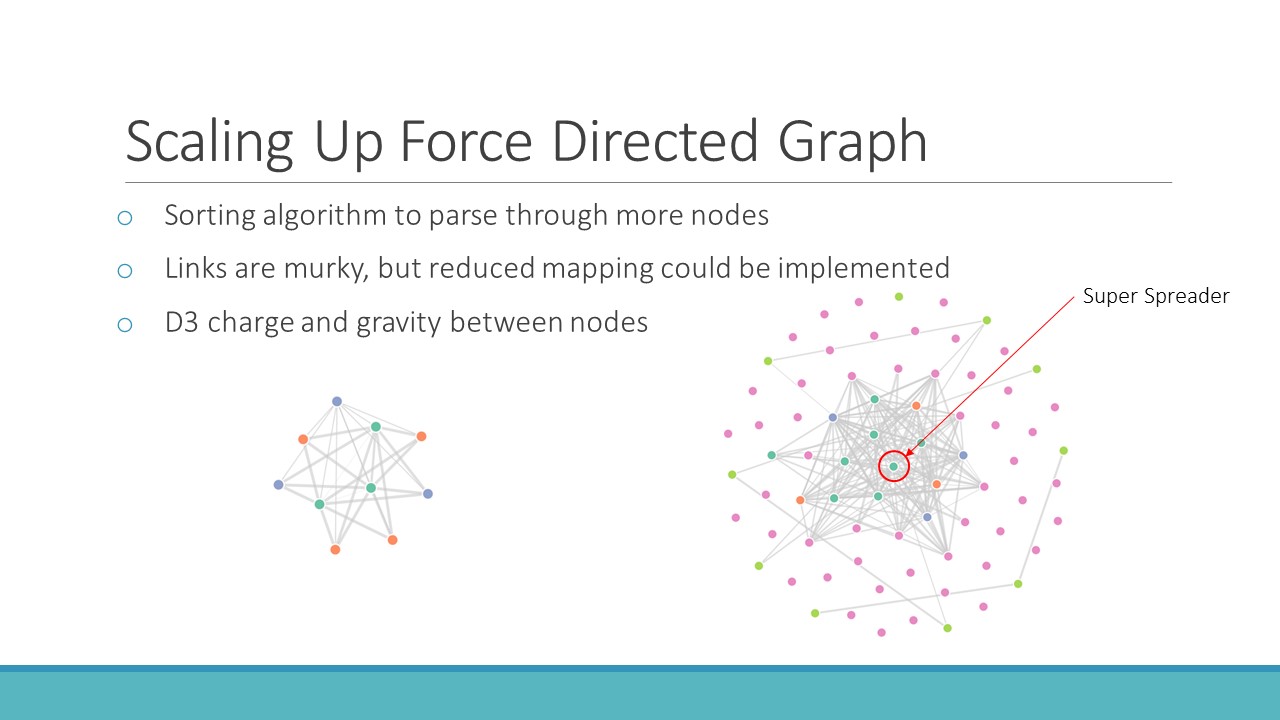 Scaling Up Force Directed Graph
o Sorting algorithm to parse through more nodes
o Links are murky, but reduced mapping could be implemented
o D3 charge and gravity between nodes
Super Spreader